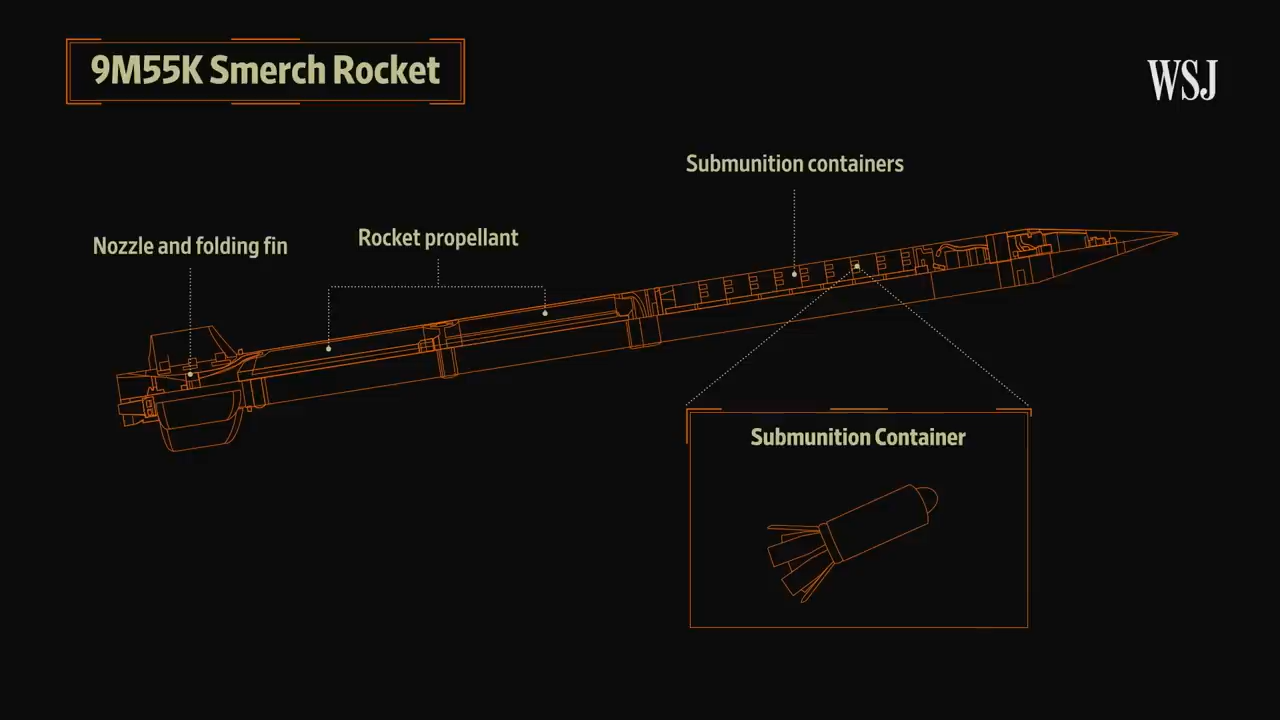 9M55K Smerch Rocket
WSJ
Submunition containers
Rocket propellant
Nozzle and folding fin
Submunition Container